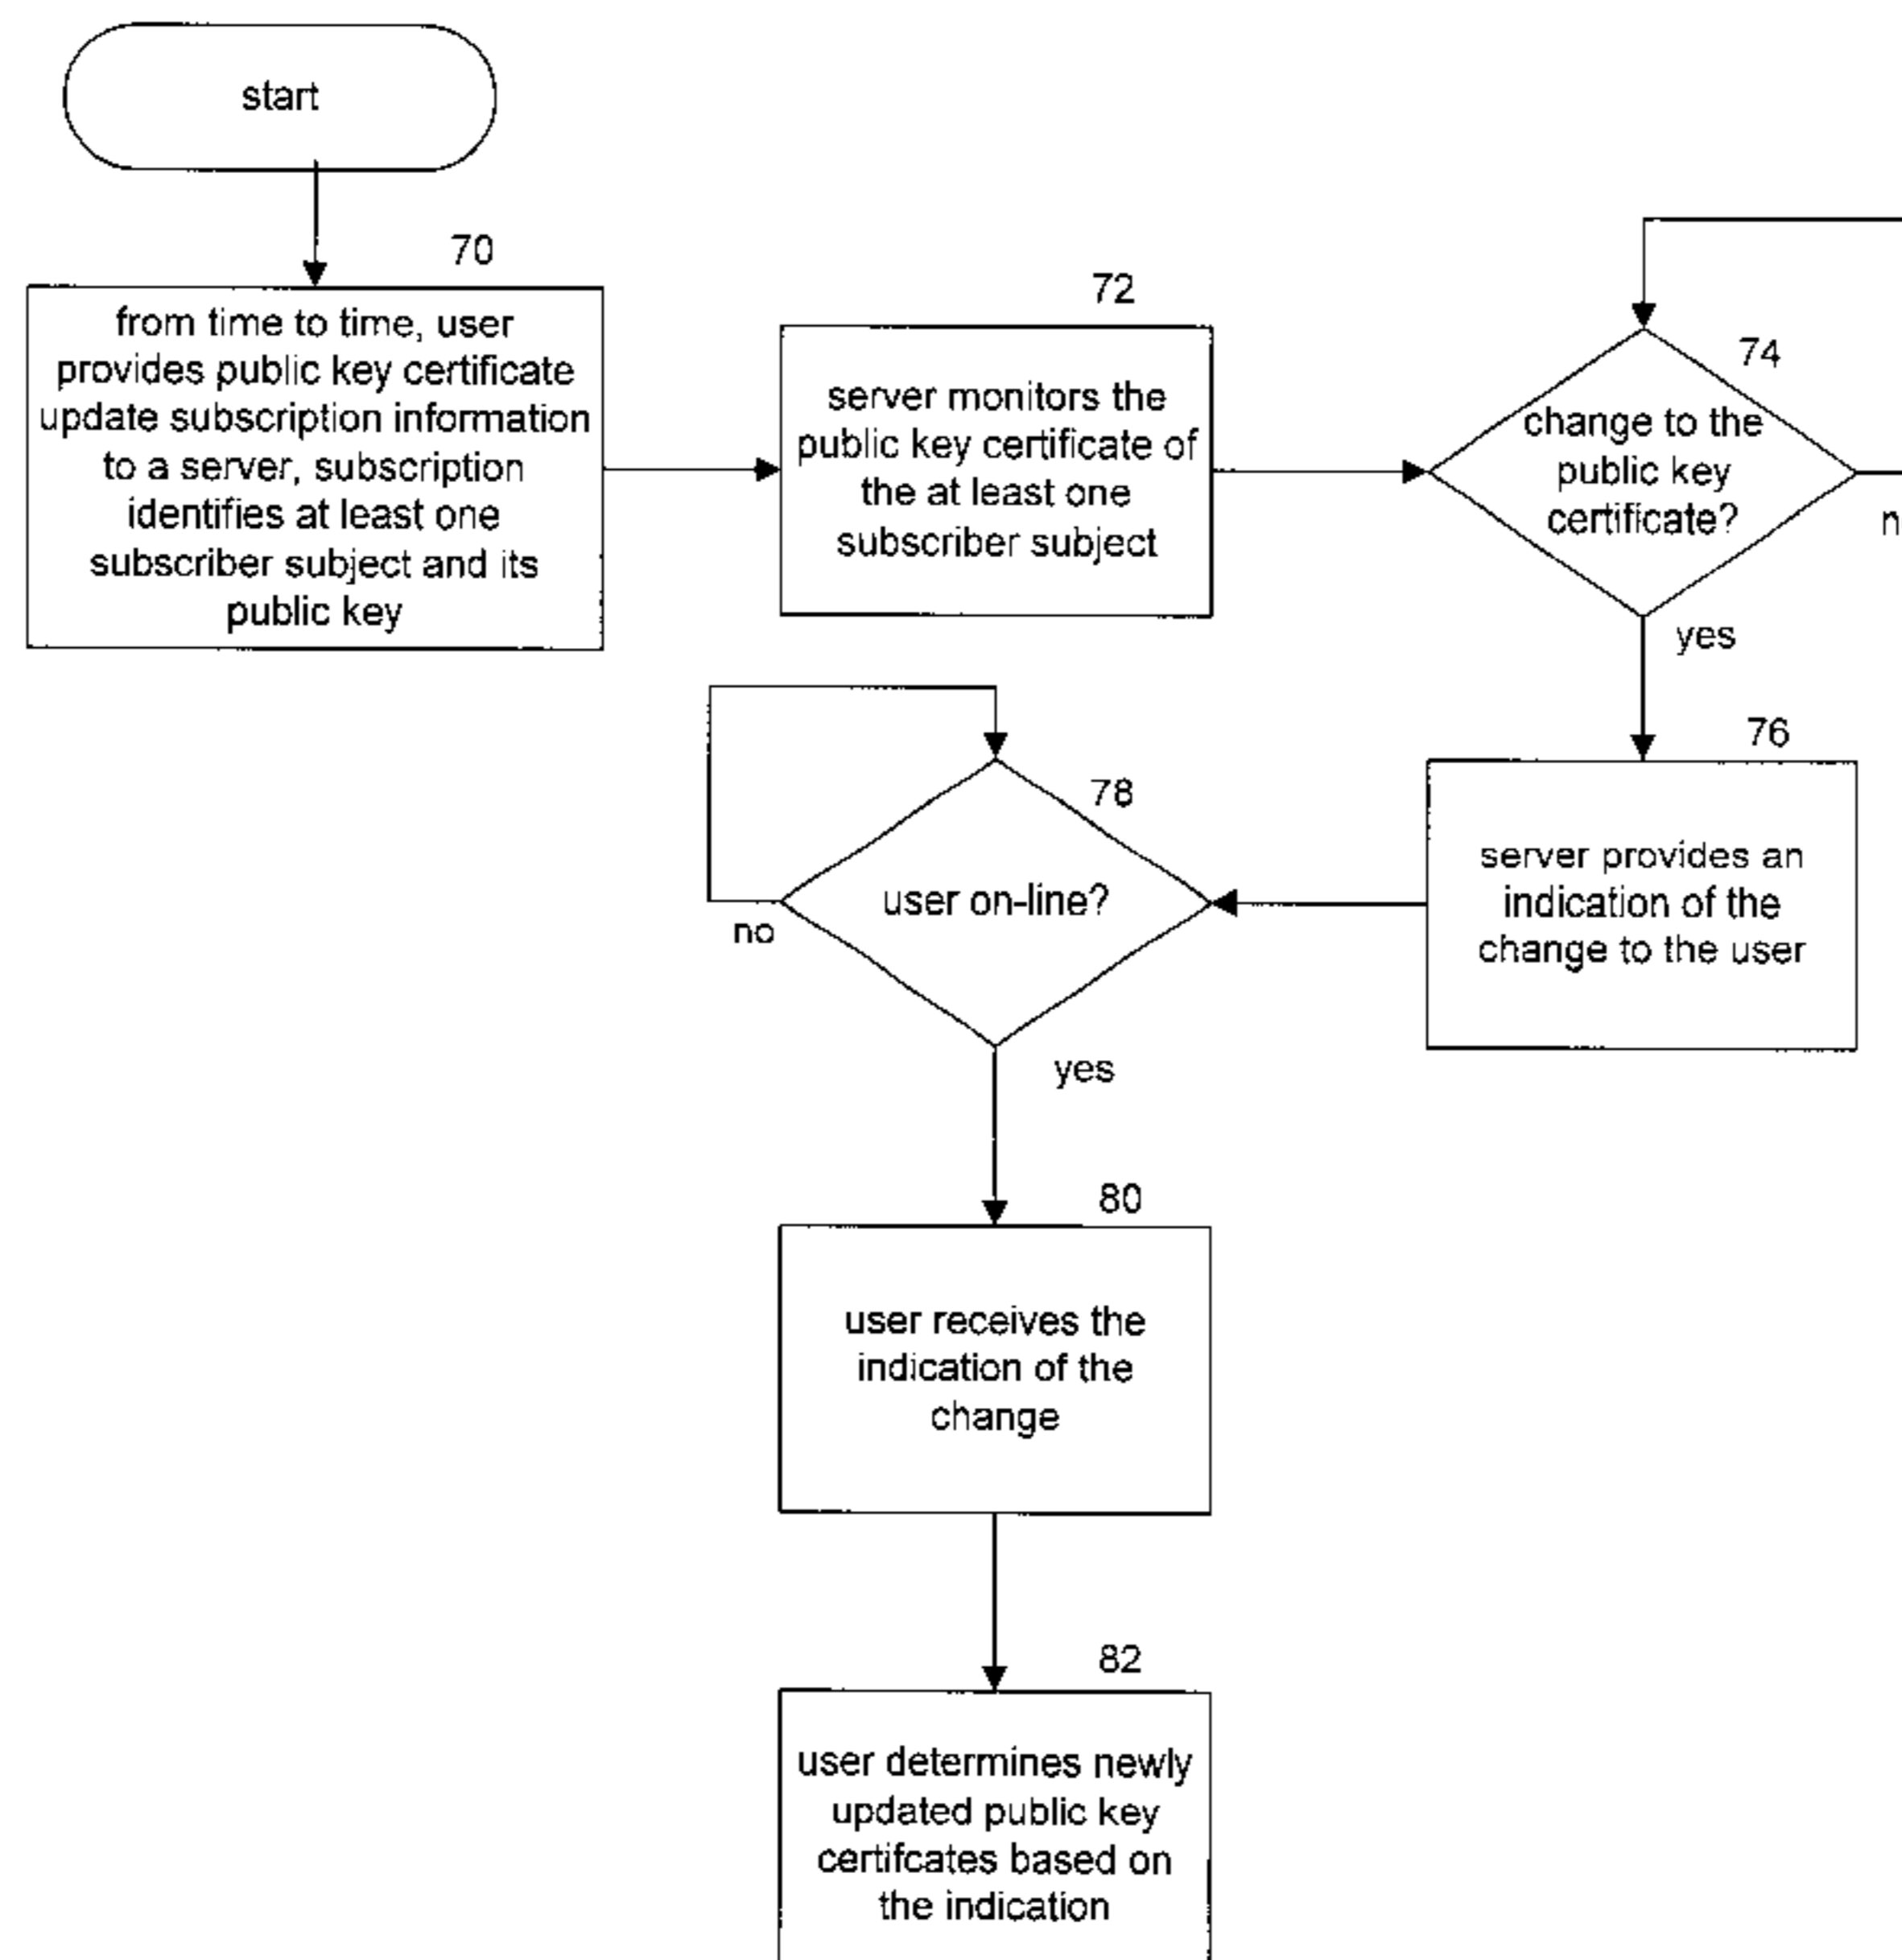 start
70
from time to time, user
provides public key certificate
update subscription information
to a server, subscription
identifies at least one
subscriber subject and its
public key
72
server monitors the
public key certificate of
the at least one
subscriber subject
74
change to the
public key
certificate?
n
yes
76
server provides an
indication of the
change to the user
78
user on-line?
no
yes
80
user receives the
indication of the
change
82
user determines newly
updated public key
certifcates based on
the indication